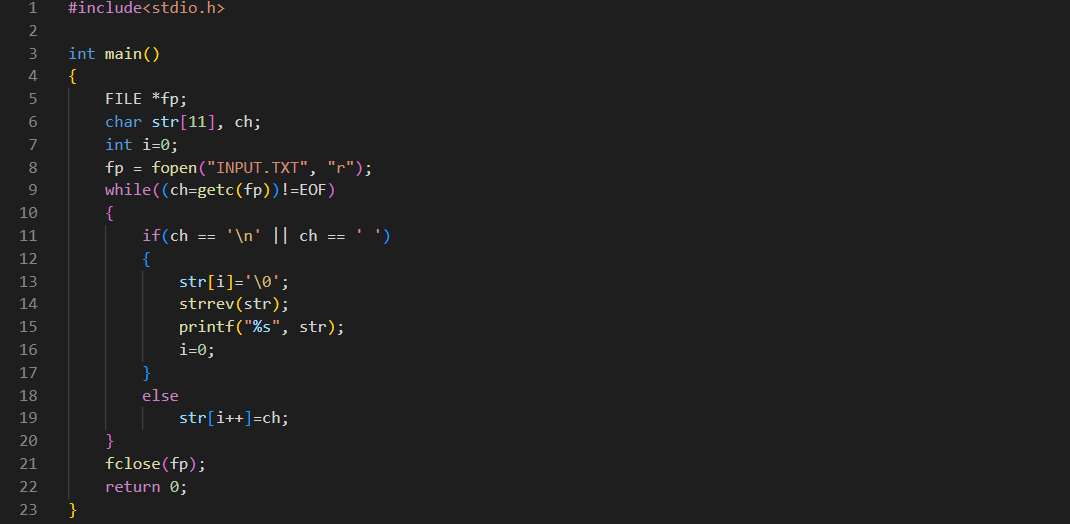 1 #include<stdio.h>
2
3 int main()
4 {
5 FILE *fp;
6 char str[11], ch;
7 int i=0;
8 fp = fopen("INPUT.TXT", "r");
9 while((ch=getc(fp))!=EOF)
10 {
11 if(ch == '\n' || ch == ' ')
12 {
13 str[i]='\0';
14 strrev(str);
15 printf("%s", str);
16 i=0;
17 }
18 else
19 str[i++]=ch;
20 }
21 fclose(fp);
22 return 0;
23 }